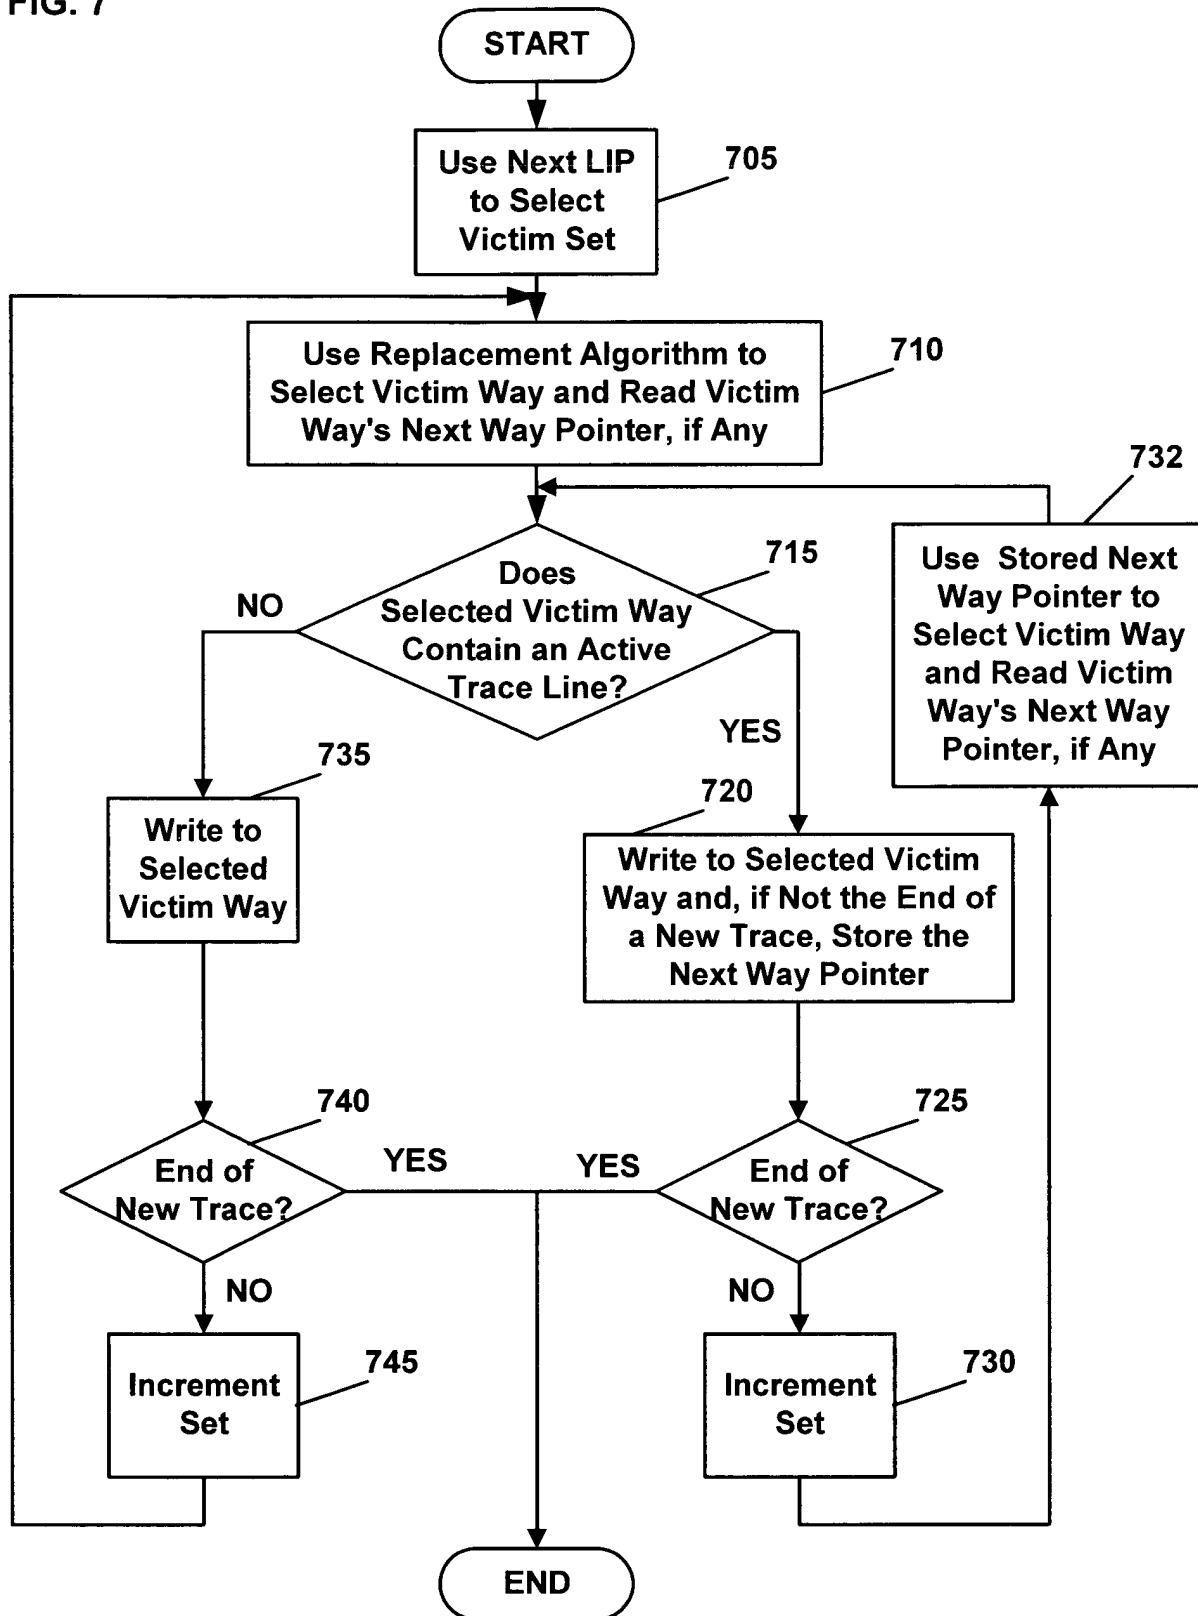 FIG. 7
START
Use Next LIP
to Select
Victim Set
705
Use Replacement Algorithm to
Select Victim Way and Read Victim
Way's Next Way Pointer, if Any
710
732
Use Stored Next
Way Pointer to
Select Victim Way
and Read Victim
Way's Next Way
Pointer, if Any
715
Does
Selected Victim Way
Contain an Active
Trace Line?
NO
YES
735
Write to
Selected
Victim Way
720
Write to Selected Victim
Way and, if Not the End of
a New Trace, Store the
Next Way Pointer
740
End of
New Trace?
YES
YES
725
End of
New Trace?
NO
NO
745
Increment
Set
730
Increment
Set
END